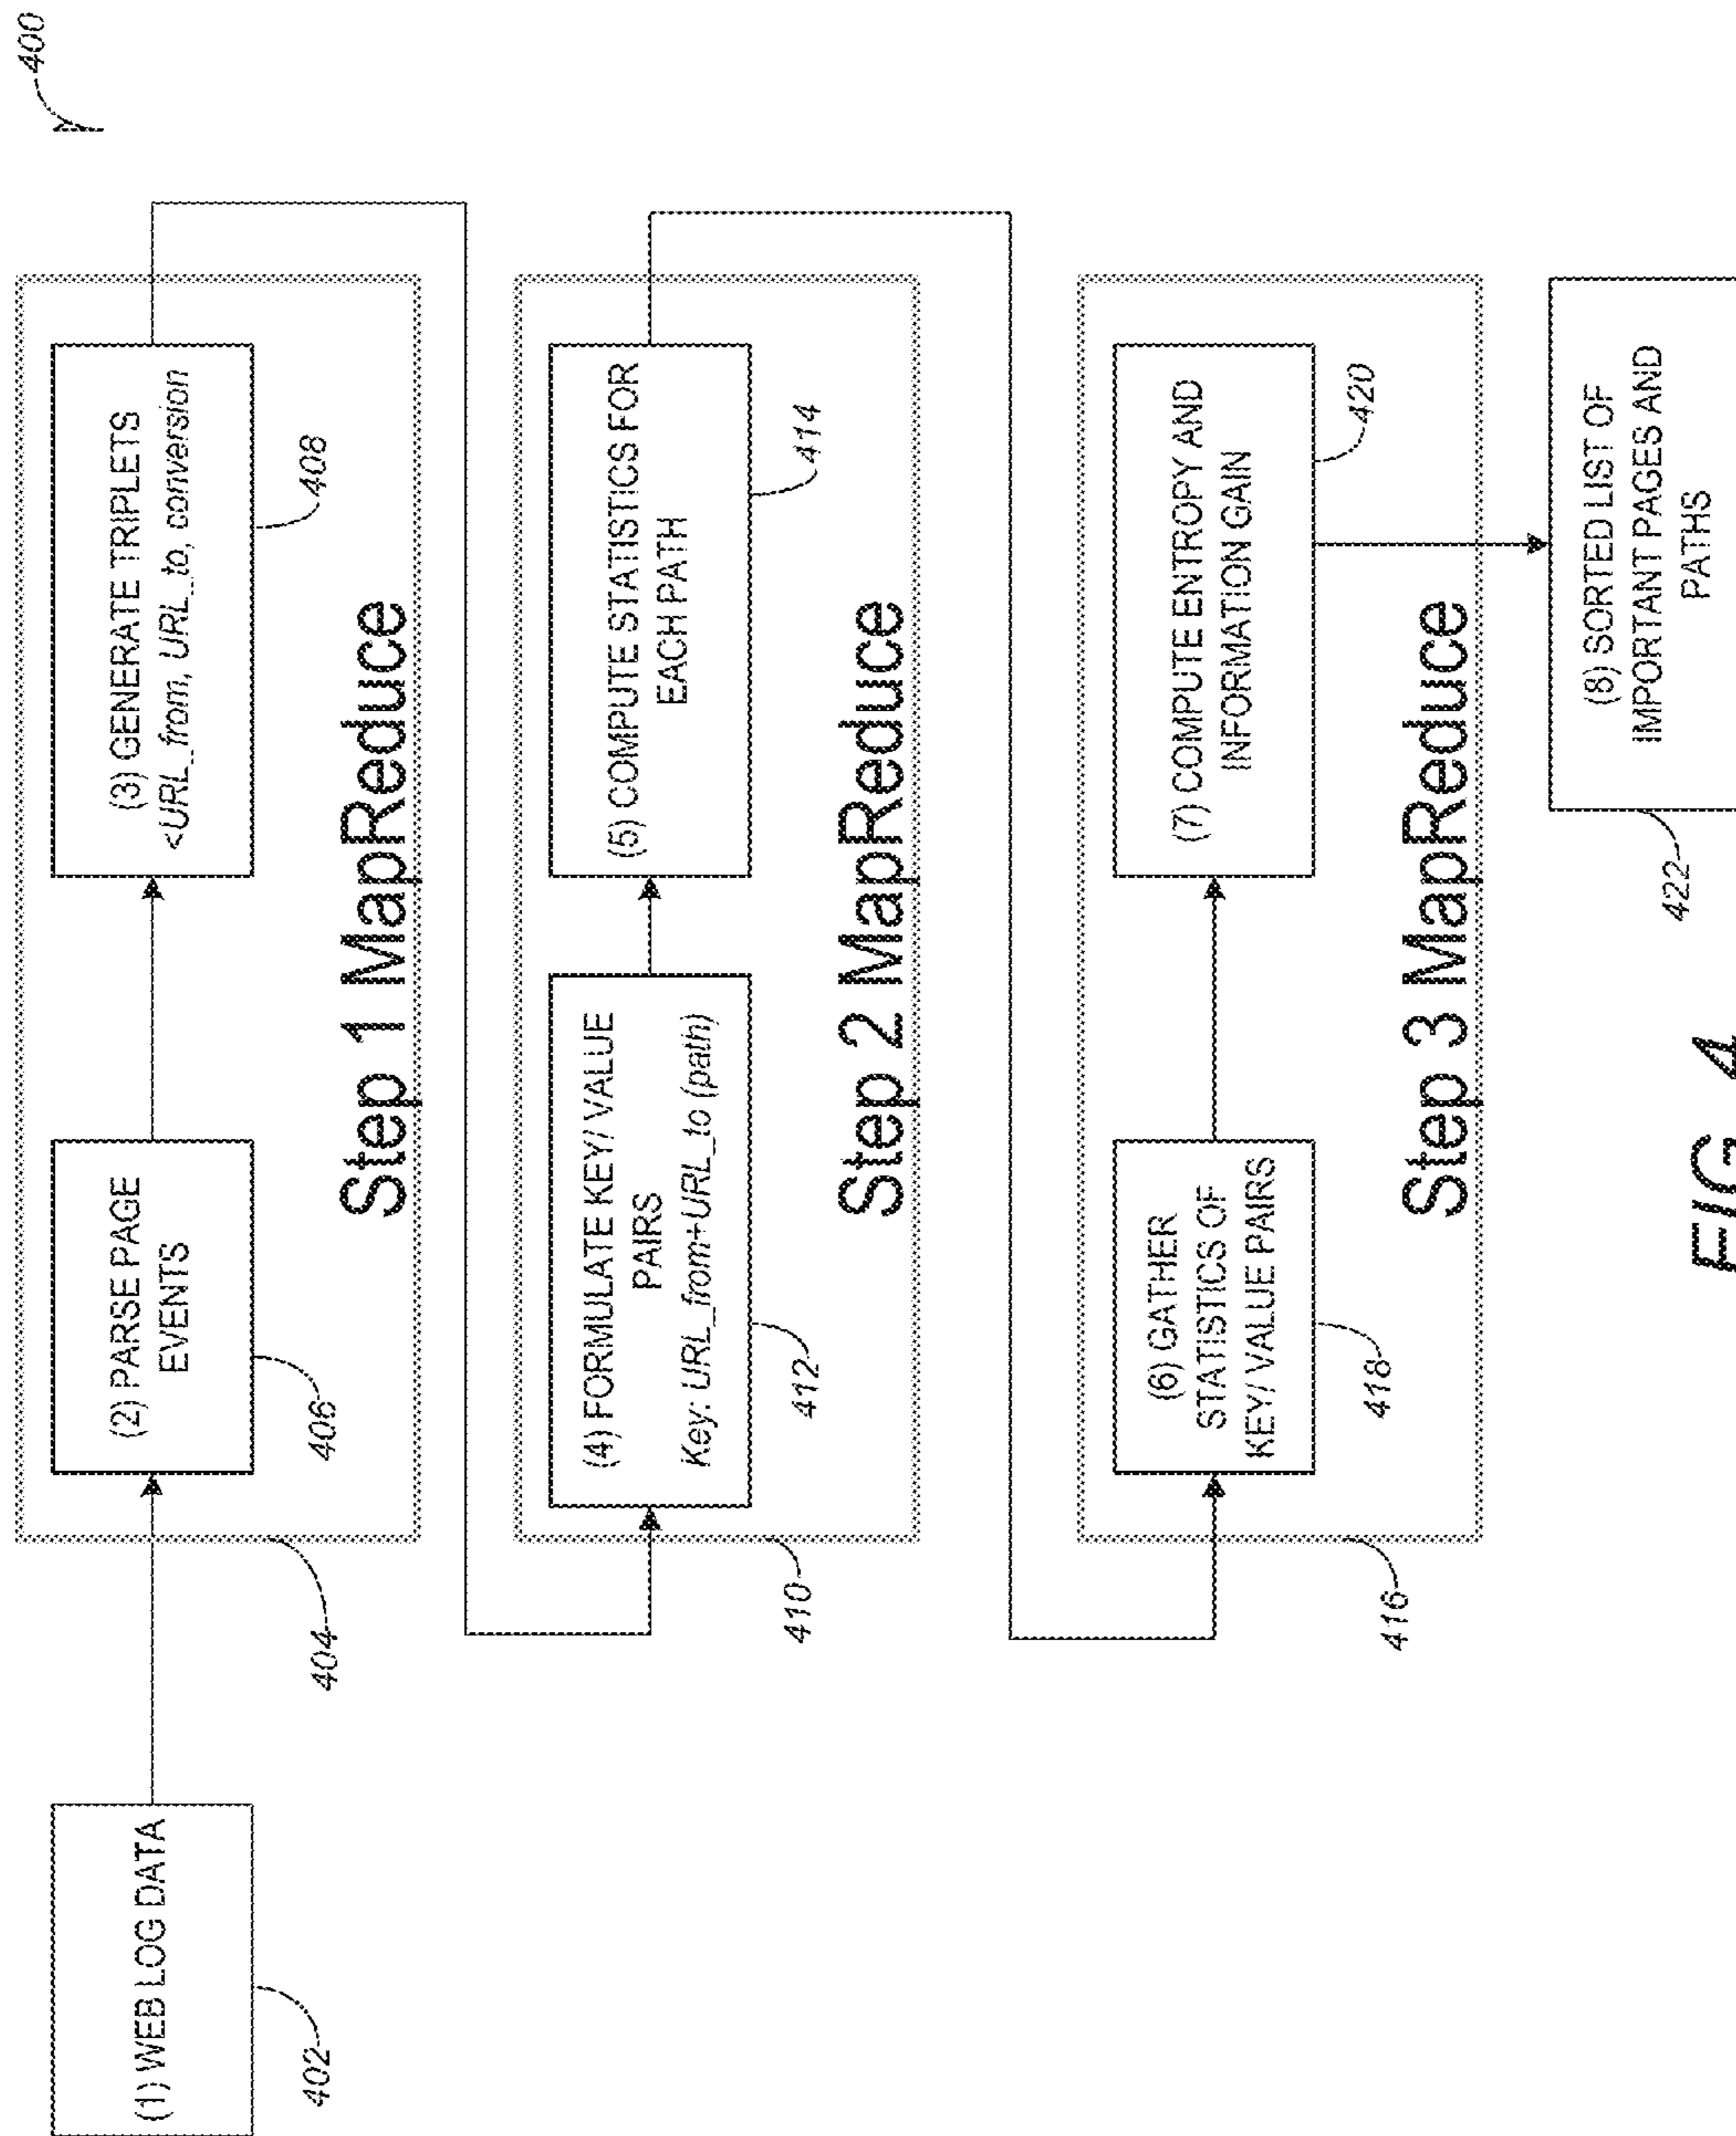 400
(1) WEB LOG DATA
402
404
(2) PARSE PAGE
EVENTS
406
(3) GENERATE TRIPLETS
<URL_from, URL_to, conversion
408
Step 1 MapReduce
410
(4) FORMULATE KEY/ VALUE
PAIRS
Key: URL_from+URL_to (path)
412
(5) COMPUTE STATISTICS FOR
EACH PATH
414
Step 2 MapReduce
416
(6) GATHER
STATISTICS OF
KEY/ VALUE PAIRS
418
(7) COMPUTE ENTROPY AND
INFORMATION GAIN
420
Step 3 MapReduce
422
(8) SORTED LIST OF
IMPORTANT PAGES AND
PATHS
FIG 4